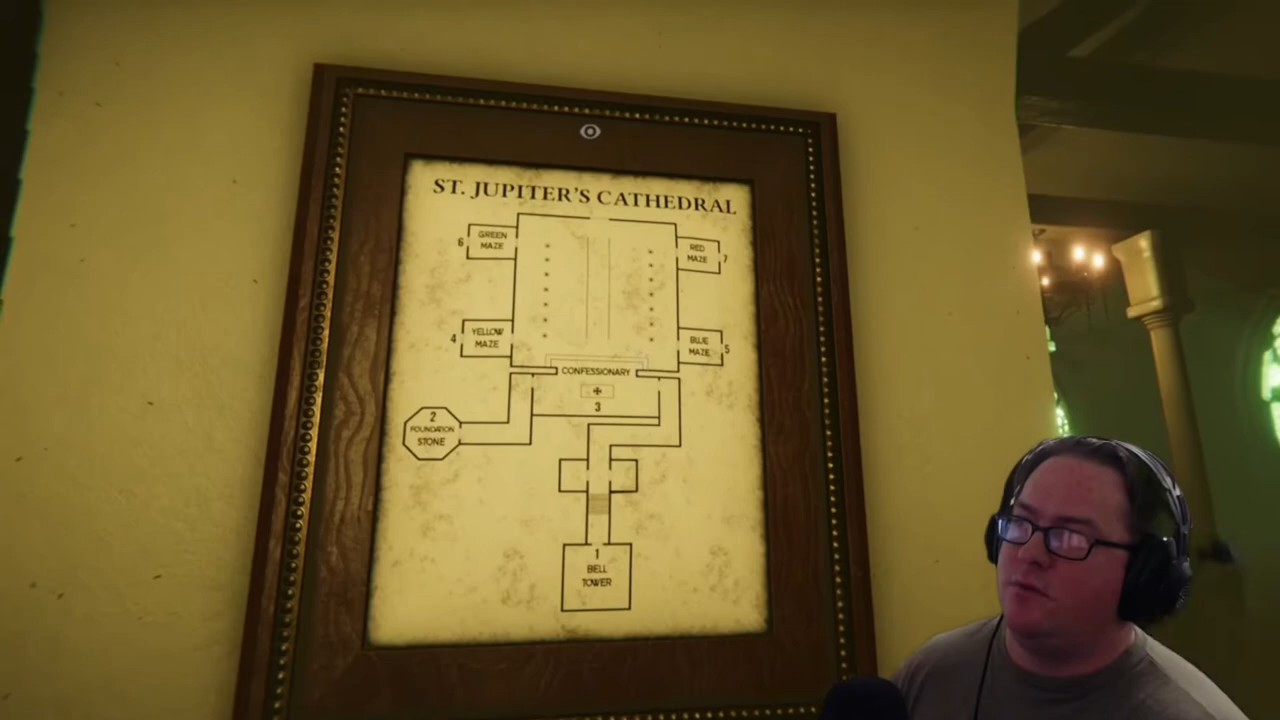 ST. JUPITER'S CATHEDRAL
6
GREEN
MAZE
RED
MAZE
7
4
YELLOW
MAZE
BLUE
MAZE
5
CONFESSIONARY
3
2
FOUNDATION
STONE
1
BELL
TOWER